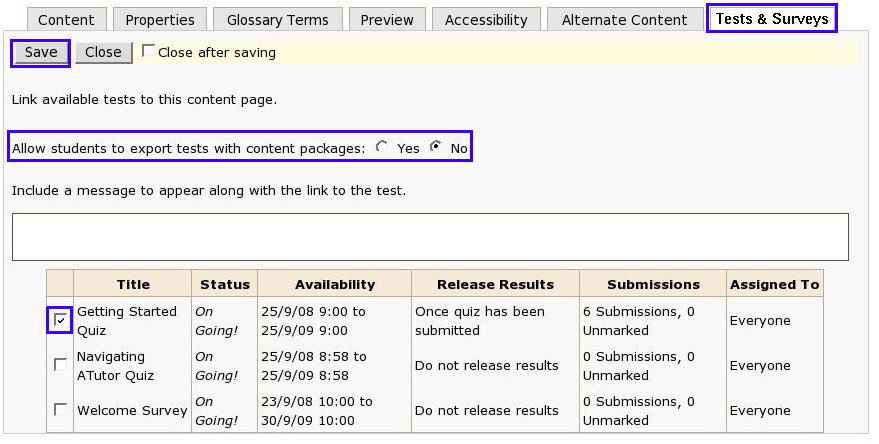 Content Properties Glossary Terms Preview Accessibility Alternate Content Tests & Surveys
Save Close Close after saving
Link available tests to this content page.
Allow students to export tests with content packages: Yes No
Include a message to appear along with the link to the test.
Title Status Availability Release Results Submissions Assigned To
Getting Started On 25/9/08 9:00 to Once quiz has been 6 Submissions, 0 Everyone
Quiz Going! 25/9/09 9:00 submitted Unmarked
Navigating On 25/9/08 8:58 to Do not release results 0 Submissions, 0 Everyone
ATutor Quiz Going! 25/9/09 8:58 Unmarked
Welcome Survey On 23/9/08 10:00 to Do not release results 0 Submissions, 0 Everyone
Going! 30/9/09 10:00 Unmarked